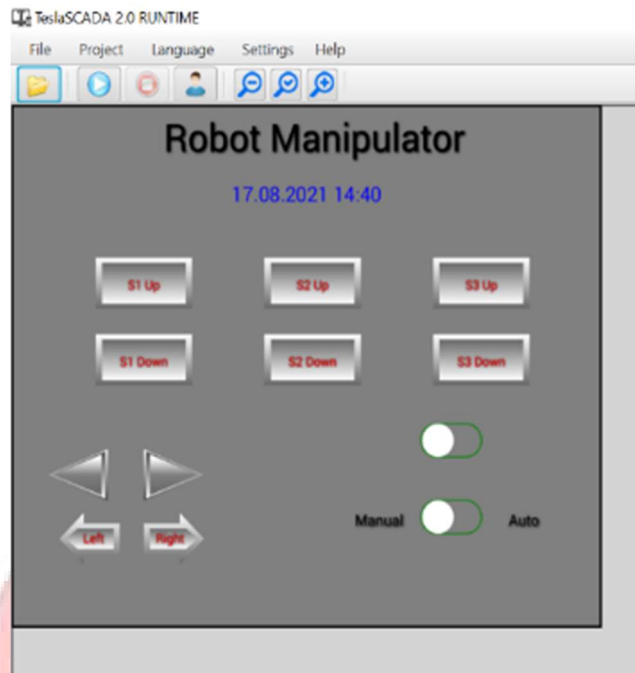 TeslaSCADA 2.0 RUNTIME
File Project Language Settings Help
Robot Manipulator
17.08.2021 14:40
S1 Up S2 Up S3 Up
S1 Down S2 Down S3 Down
Manual Auto
Left Right